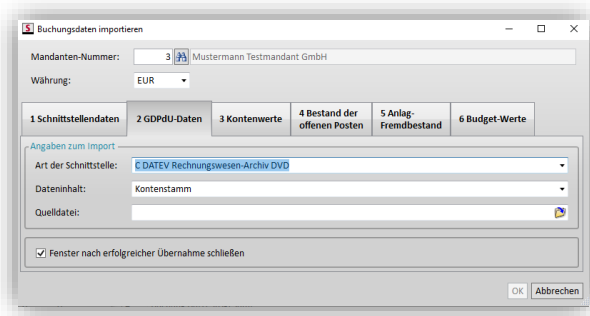 S Buchungsdaten importieren
Mandanten-Nummer: 3 Mustermann Testmandant GmbH
Währung: EUR
1 Schnittstellendaten 2 GDPdU-Daten 3 Kontenwerte 4 Bestand der offenen Posten 5 Anlag-Fremdbestand 6 Budget-Werte
Angaben zum Import
Art der Schnittstelle: C DATEV Rechnungswesen-Archiv DVD
Dateninhalt: Kontenstamm
Quelldatei:
Fenster nach erfolgreicher Übernahme schließen
OK Abbrechen